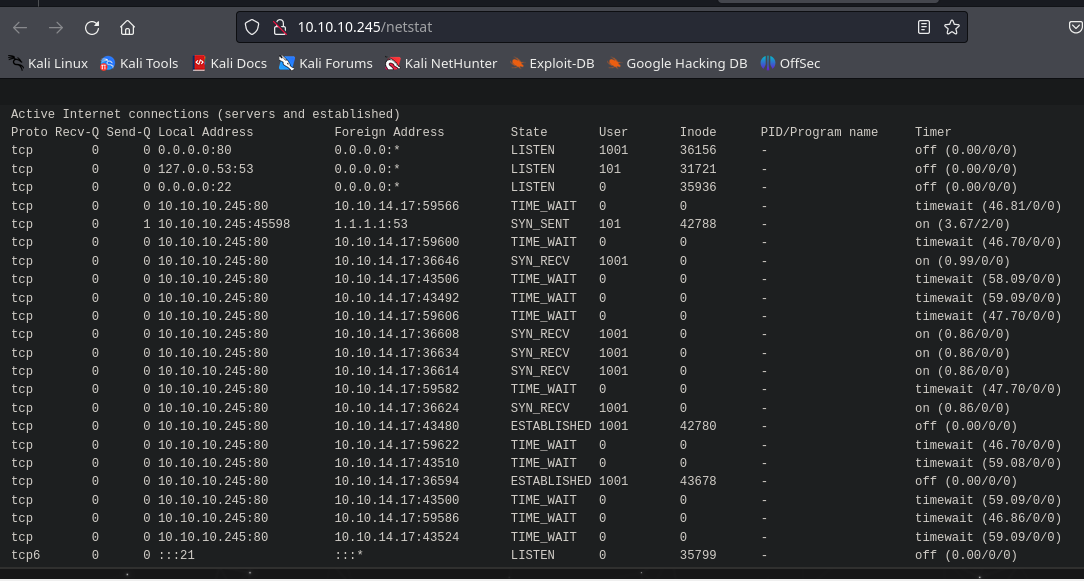 10.10.10.245/netstat
Kali Linux Kali Tools Kali Docs Kali Forums Kali NetHunter Exploit-DB Google Hacking DB OffSec
Active Internet connections (servers and established)
Proto Recv-Q Send-Q Local Address Foreign Address State User Inode PID/Program name Timer
tcp 0 0 0.0.0.0:80 0.0.0.0:* LISTEN 1001 36156 - off (0.00/0/0)
tcp 0 0 127.0.0.53:53 0.0.0.0:* LISTEN 101 31721 - off (0.00/0/0)
tcp 0 0 0.0.0.0:22 0.0.0.0:* LISTEN 0 35936 - off (0.00/0/0)
tcp 0 0 10.10.10.245:80 10.10.14.17:59566 TIME_WAIT 0 0 - timewait (46.81/0/0)
tcp 0 1 10.10.10.245:45598 1.1.1.1:53 SYN_SENT 101 42788 - on (3.67/2/0)
tcp 0 0 10.10.10.245:80 10.10.14.17:59600 TIME_WAIT 0 0 - timewait (46.70/0/0)
tcp 0 0 10.10.10.245:80 10.10.14.17:36646 SYN_RECV 1001 0 - on (0.99/0/0)
tcp 0 0 10.10.10.245:80 10.10.14.17:43506 TIME_WAIT 0 0 - timewait (58.09/0/0)
tcp 0 0 10.10.10.245:80 10.10.14.17:43492 TIME_WAIT 0 0 - timewait (59.09/0/0)
tcp 0 0 10.10.10.245:80 10.10.14.17:59606 TIME_WAIT 0 0 - timewait (47.70/0/0)
tcp 0 0 10.10.10.245:80 10.10.14.17:36608 SYN_RECV 1001 0 - on (0.86/0/0)
tcp 0 0 10.10.10.245:80 10.10.14.17:36634 SYN_RECV 1001 0 - on (0.86/0/0)
tcp 0 0 10.10.10.245:80 10.10.14.17:36614 SYN_RECV 1001 0 - on (0.86/0/0)
tcp 0 0 10.10.10.245:80 10.10.14.17:59582 TIME_WAIT 0 0 - timewait (47.70/0/0)
tcp 0 0 10.10.10.245:80 10.10.14.17:36624 SYN_RECV 1001 0 - on (0.86/0/0)
tcp 0 0 10.10.10.245:80 10.10.14.17:43480 ESTABLISHED 1001 42780 - off (0.00/0/0)
tcp 0 0 10.10.10.245:80 10.10.14.17:59622 TIME_WAIT 0 0 - timewait (46.70/0/0)
tcp 0 0 10.10.10.245:80 10.10.14.17:43510 TIME_WAIT 0 0 - timewait (59.08/0/0)
tcp 0 0 10.10.10.245:80 10.10.14.17:36594 ESTABLISHED 1001 43678 - off (0.00/0/0)
tcp 0 0 10.10.10.245:80 10.10.14.17:43500 TIME_WAIT 0 0 - timewait (59.09/0/0)
tcp 0 0 10.10.10.245:80 10.10.14.17:59586 TIME_WAIT 0 0 - timewait (46.86/0/0)
tcp 0 0 10.10.10.245:80 10.10.14.17:43524 TIME_WAIT 0 0 - timewait (59.09/0/0)
tcp6 0 0 :::21 :::* LISTEN 0 35799 - off (0.00/0/0)